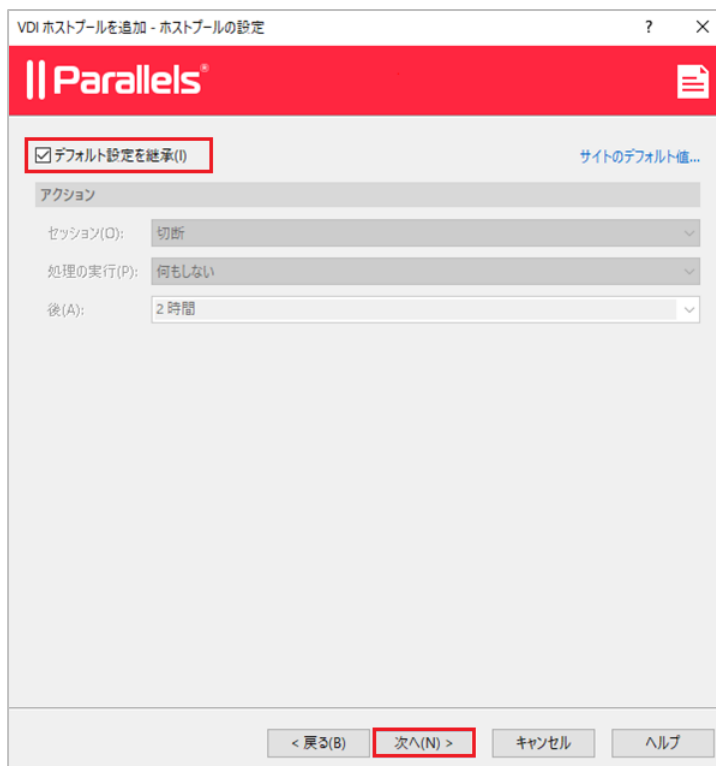 VDI ホストプールを追加 - ホストプールの設定
Parallels®
デフォルト設定を継承(I) サイトのデフォルト値...
アクション
セッション(O): 切断
処理の実行(P): 何もしない
後(A): 2 時間
< 戻る(B) 次へ(N) > キャンセル ヘルプ